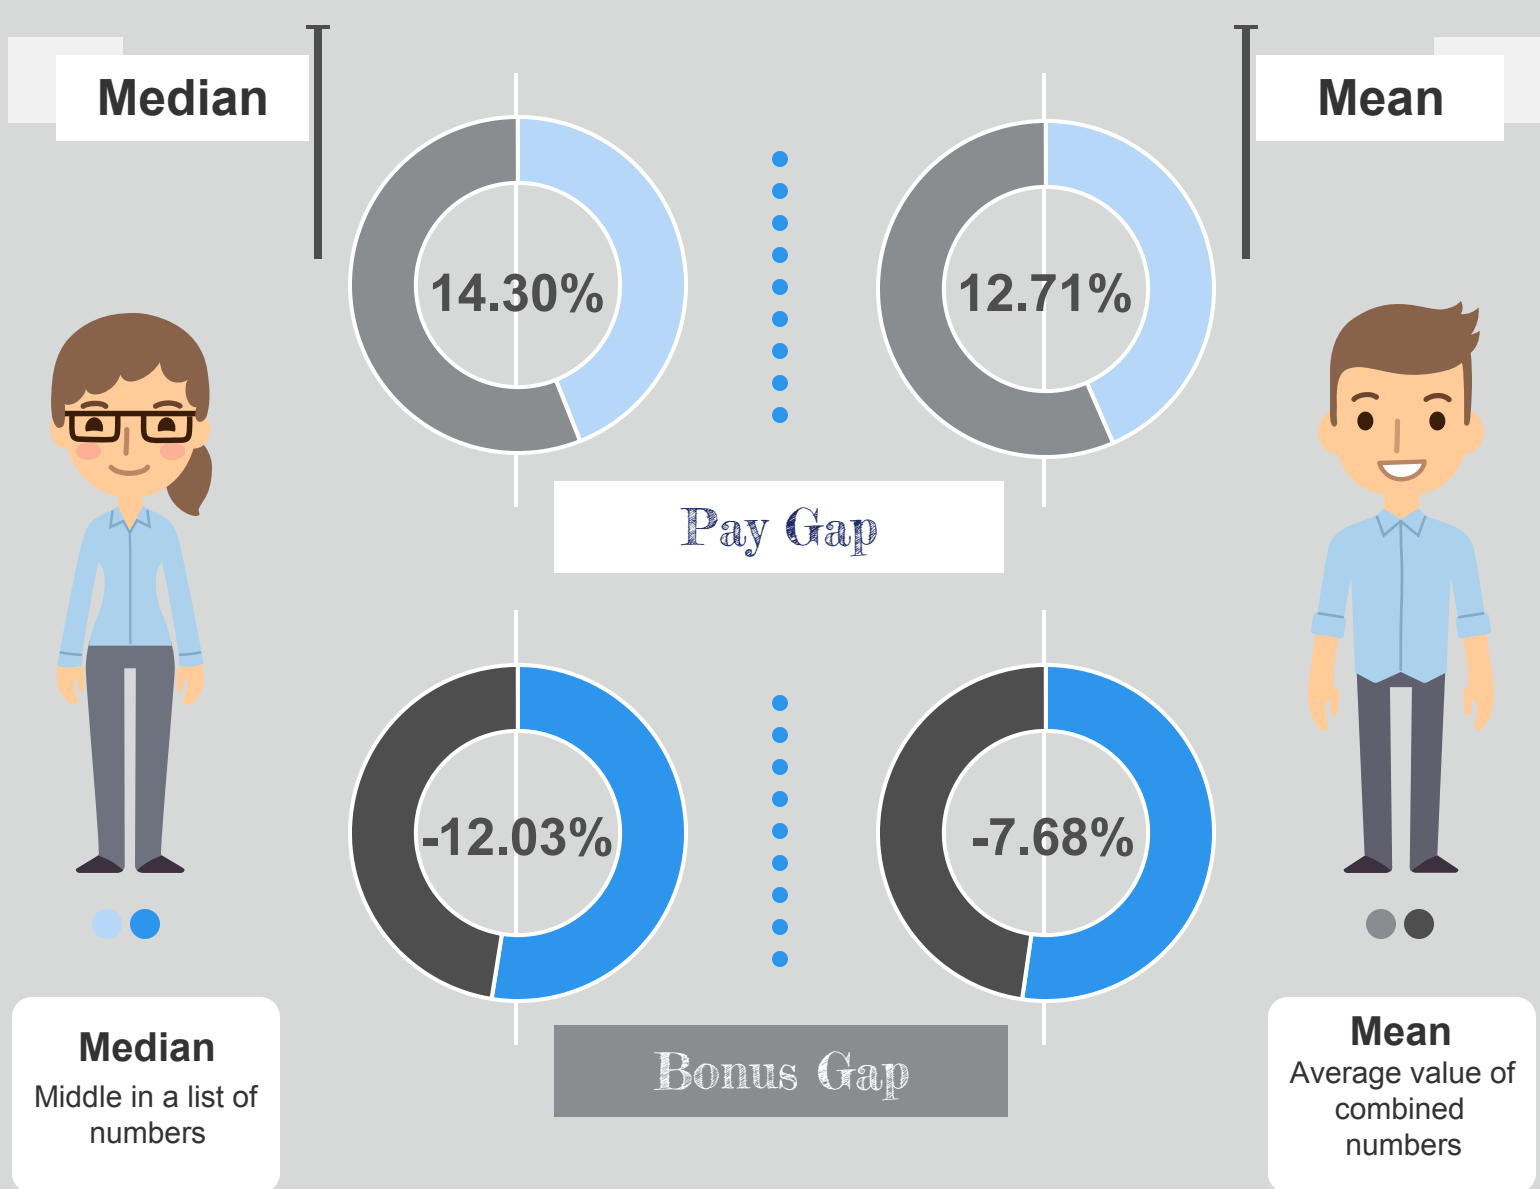 Median
Mean
14.30%
12.71%
Pay Gap
-12.03%
-7.68%
Bonus Gap
Median
Middle in a list of
numbers
Mean
Average value of
combined
numbers